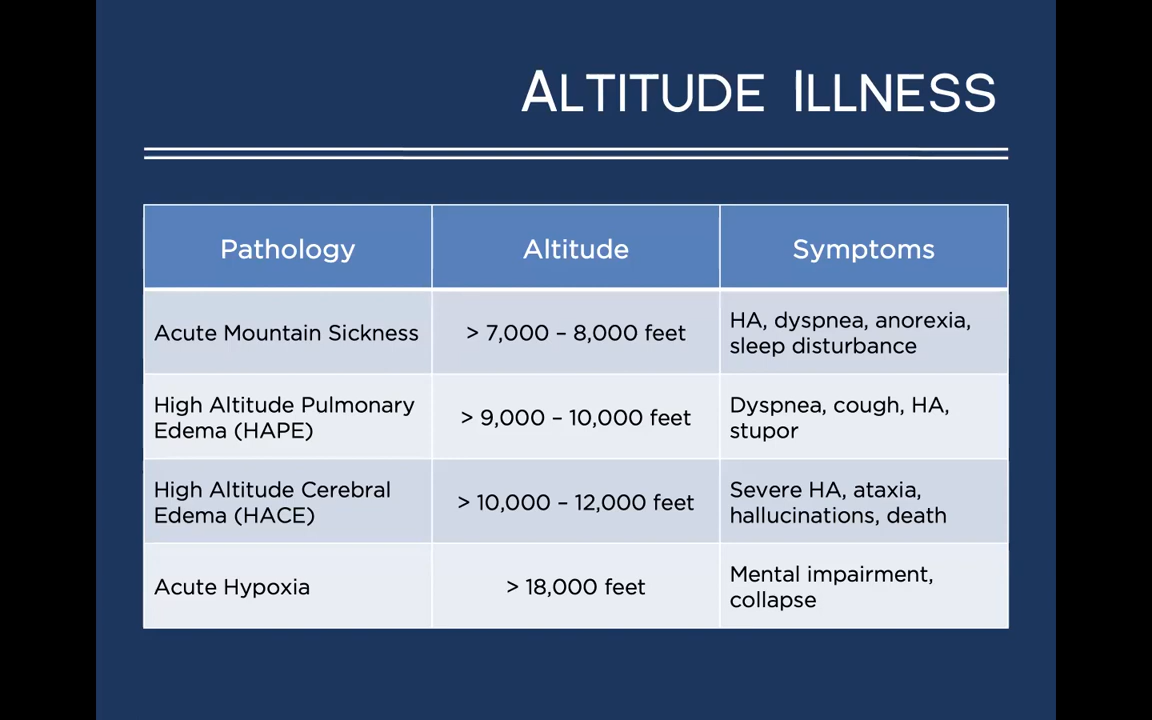 ALTITUDE ILLNESS
Pathology
Altitude
Symptoms
Acute Mountain Sickness
> 7,000 – 8,000 feet
HA, dyspnea, anorexia,
sleep disturbance
High Altitude Pulmonary
Edema (HAPE)
> 9,000 – 10,000 feet
Dyspnea, cough, HA,
stupor
High Altitude Cerebral
Edema (HACE)
> 10,000 – 12,000 feet
Severe HA, ataxia,
hallucinations, death
Acute Hypoxia
> 18,000 feet
Mental impairment,
collapse